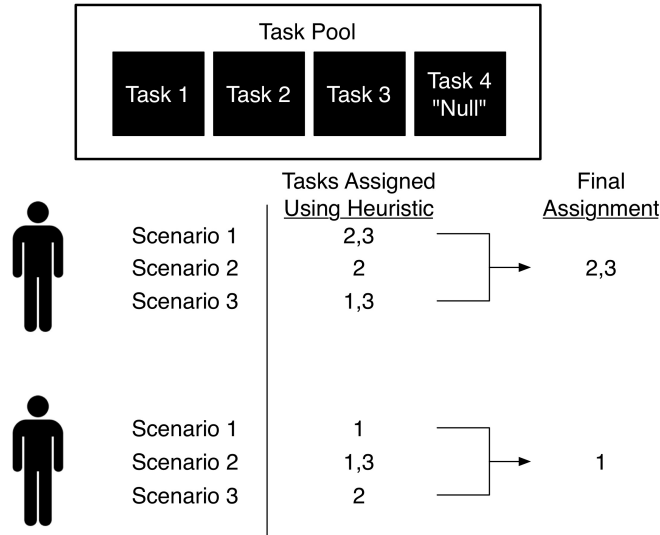 Task Pool
Task 1 Task 2 Task 3 Task 4
"Null"
Tasks Assigned Final
Using Heuristic Assignment
Scenario 1 2,3
Scenario 2 2 2,3
Scenario 3 1,3
Scenario 1 1
Scenario 2 1,3 1
Scenario 3 2